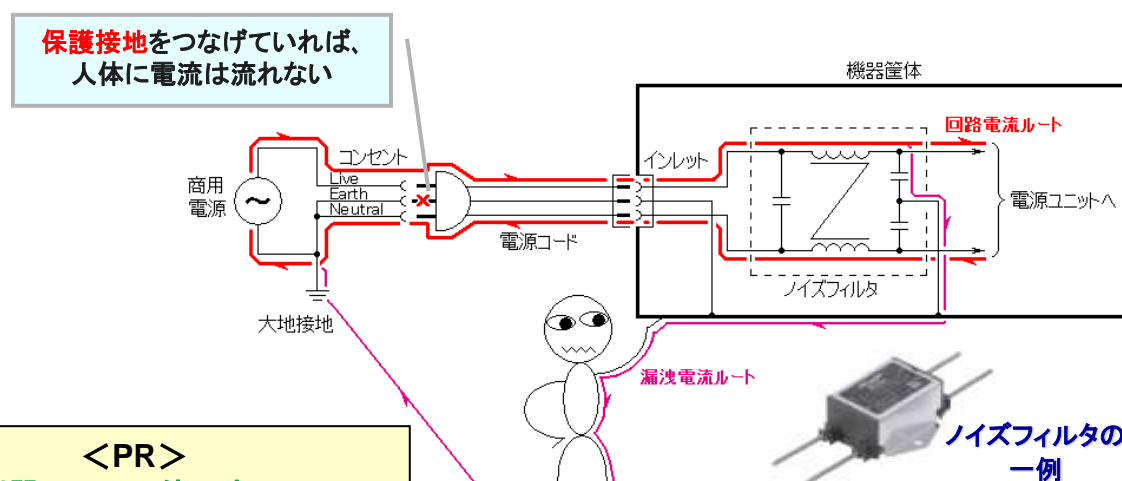 保護接地をつなげていれば、
人体に電流は流れない
機器筐体
回路電流ルート
コンセント
インレット
Live
商用
電源
Earth
Neutral
電源ユニットへ
電源コード
ノイズフィルタ
大地接地
漏洩電流ルート
ノイズフィルタの
一例
<PR>